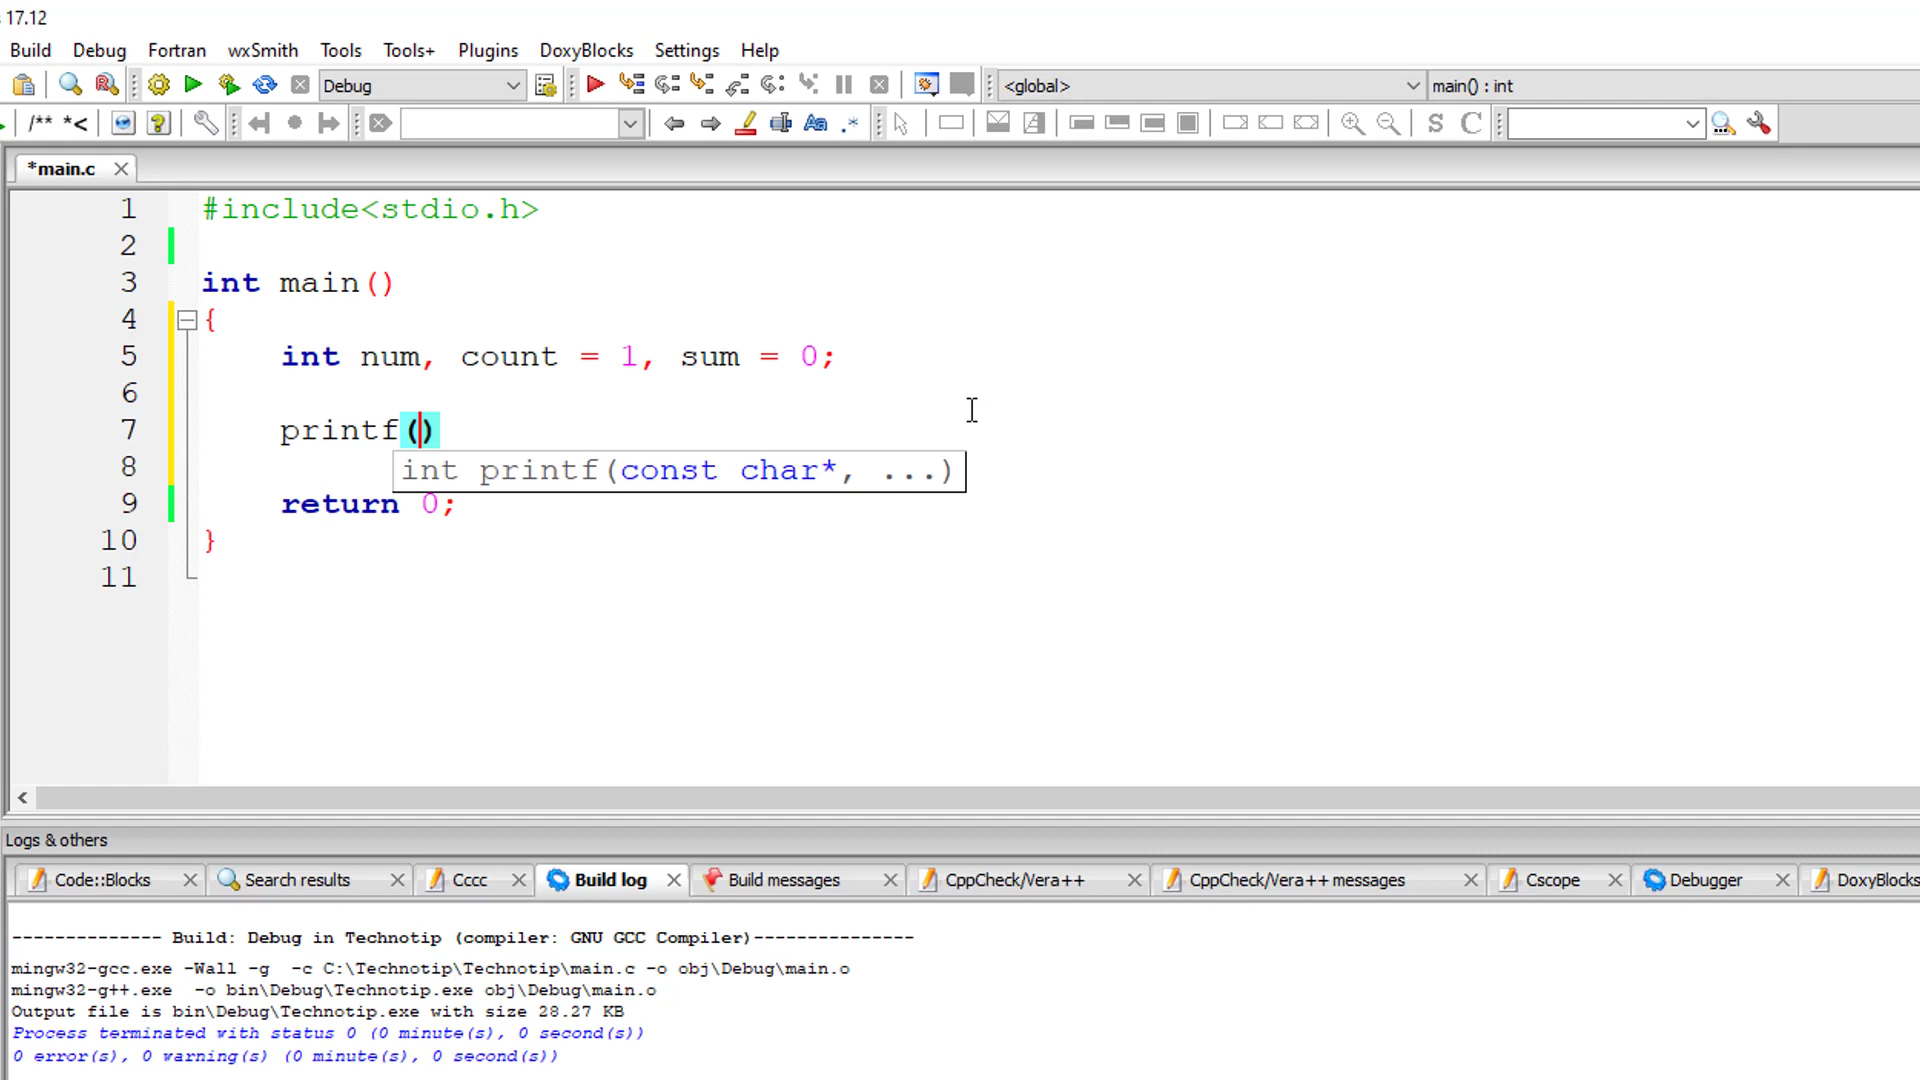 s 17.12
Build Debug Fortran wxSmith Tools Tools+ Plugins DoxyBlocks Settings Help
Debug <global> main() : int
/** *< Aa .* S C
*main.c
1 #include<stdio.h>
2
3 int main()
4 {
5 int num, count = 1, sum = 0;
6
7 printf()
8 int printf(const char*, ...)
9 return 0;
10 }
11
Logs & others
Code::Blocks Search results Cccc Build log Build messages CppCheck/Vera++ CppCheck/Vera++ messages Cscope Debugger DoxyBlocks
-------------- Build: Debug in Technotip (compiler: GNU GCC Compiler)---------------
mingw32-gcc.exe -Wall -g  -c C:\Technotip\Technotip\main.c -o obj\Debug\main.o
mingw32-g++.exe  -o bin\Debug\Technotip.exe obj\Debug\main.o
Output file is bin\Debug\Technotip.exe with size 28.27 KB
Process terminated with status 0 (0 minute(s), 0 second(s))
0 error(s), 0 warning(s) (0 minute(s), 0 second(s))